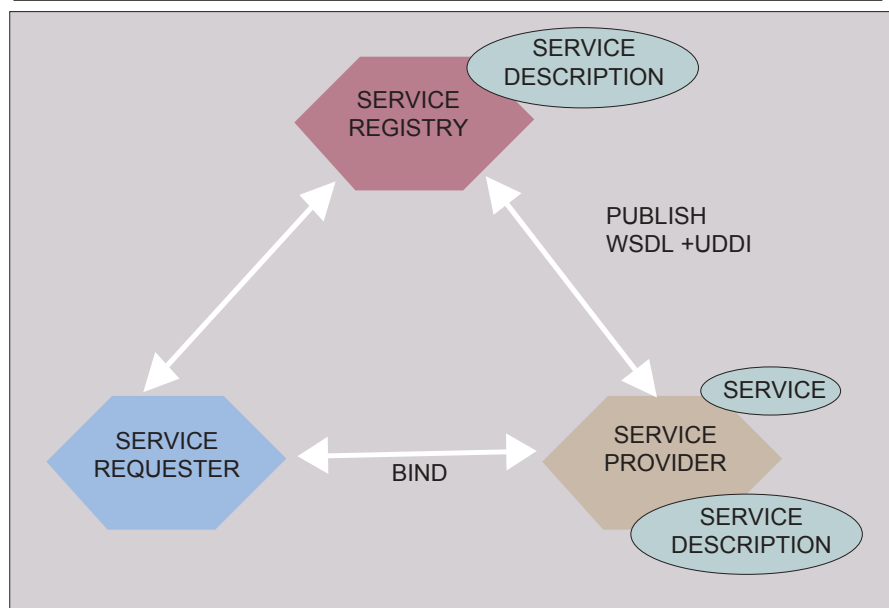 SERVICE
DESCRIPTION
SERVICE
REGISTRY
PUBLISH
WSDL +UDDI
SERVICE
SERVICE
REQUESTER
BIND
SERVICE
PROVIDER
SERVICE
DESCRIPTION